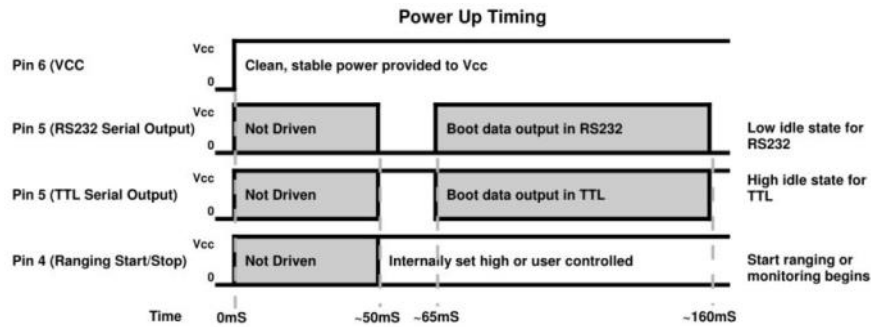 Power Up Timing
Pin 6 (VCC
Vcc
0
Clean, stable power provided to Vcc
Pin 5 (RS232 Serial Output)
Vcc
0
Not Driven
Boot data output in RS232
Low idle state for
RS232
Pin 5 (TTL Serial Output)
Vcc
0
Not Driven
Boot data output in TTL
High idle state for
TTL
Pin 4 (Ranging Start/Stop)
Vcc
0
Not Driven
Internally set high or user controlled
Start ranging or
monitoring begins
Time 0mS ~50mS ~65mS ~160mS